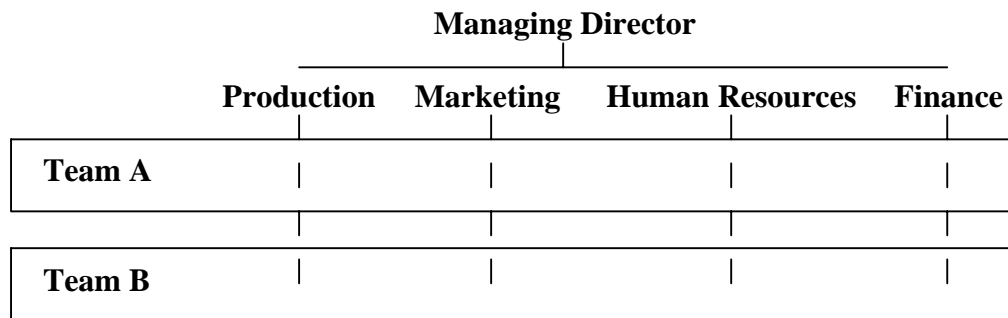 Managing Director
Production Marketing Human Resources Finance
Team A
Team B